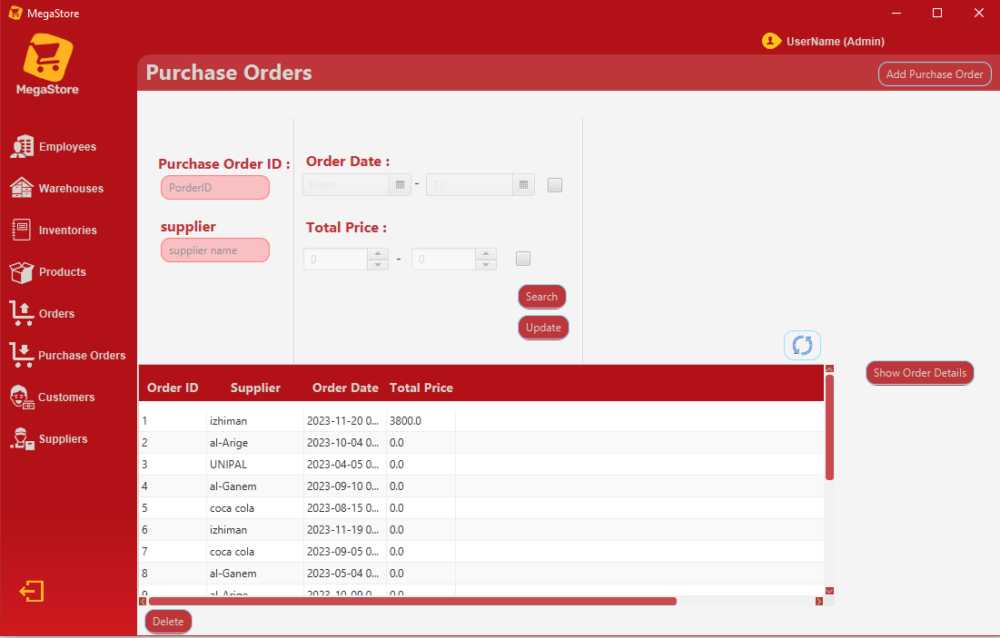 MegaStore
UserName (Admin)
MegaStore
Purchase Orders
Add Purchase Order
Employees
Warehouses
Inventories
Products
Orders
Purchase Orders
Customers
Suppliers
Purchase Order ID :
PorderID
supplier
supplier name
Order Date :
From - To
Total Price :
0 - 0
Search
Update
Show Order Details
Order ID Supplier Order Date Total Price
1 izhiman 2023-11-20 0... 3800.0
2 al-Arige 2023-10-04 0... 0.0
3 UNIPAL 2023-04-05 0... 0.0
4 al-Ganem 2023-09-10 0... 0.0
5 coca cola 2023-08-15 0... 0.0
6 izhiman 2023-11-19 0... 0.0
7 coca cola 2023-09-05 0... 0.0
8 al-Ganem 2023-05-04 0... 0.0
9 al-Arige 2023-10-09 0... 0.0
Delete